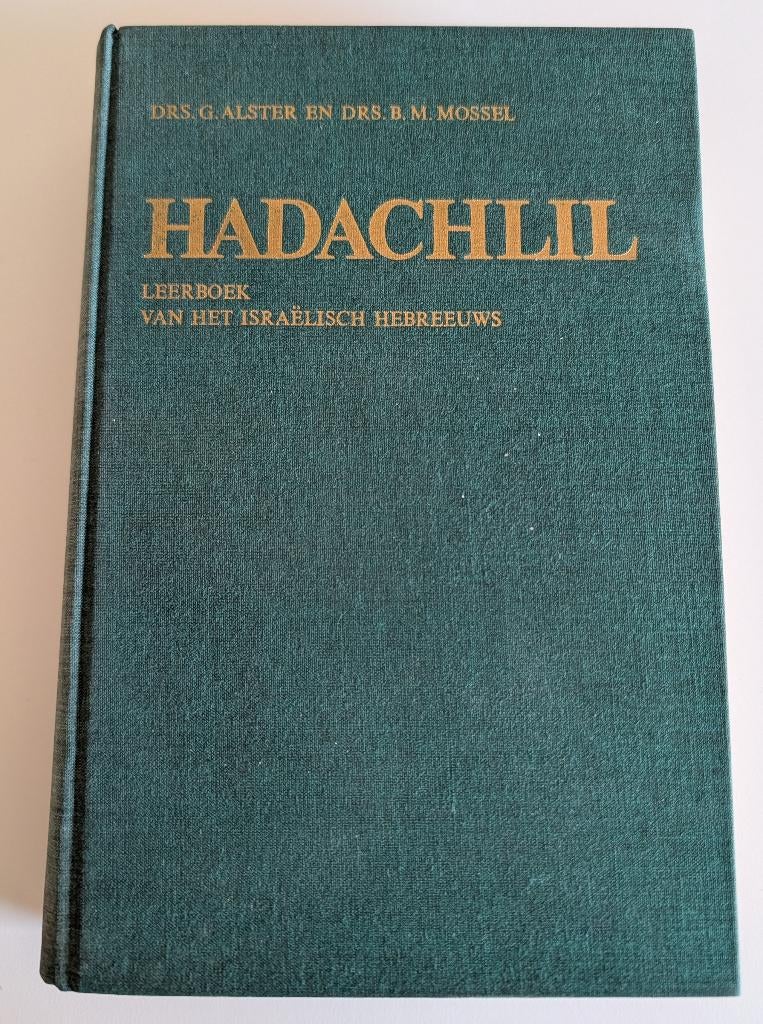 DRS. G. ALSTER EN DRS. B. M. MOSSEL
HADACHLIL
LEERBOEK
VAN HET ISRAËLISCH HEBREEUWS